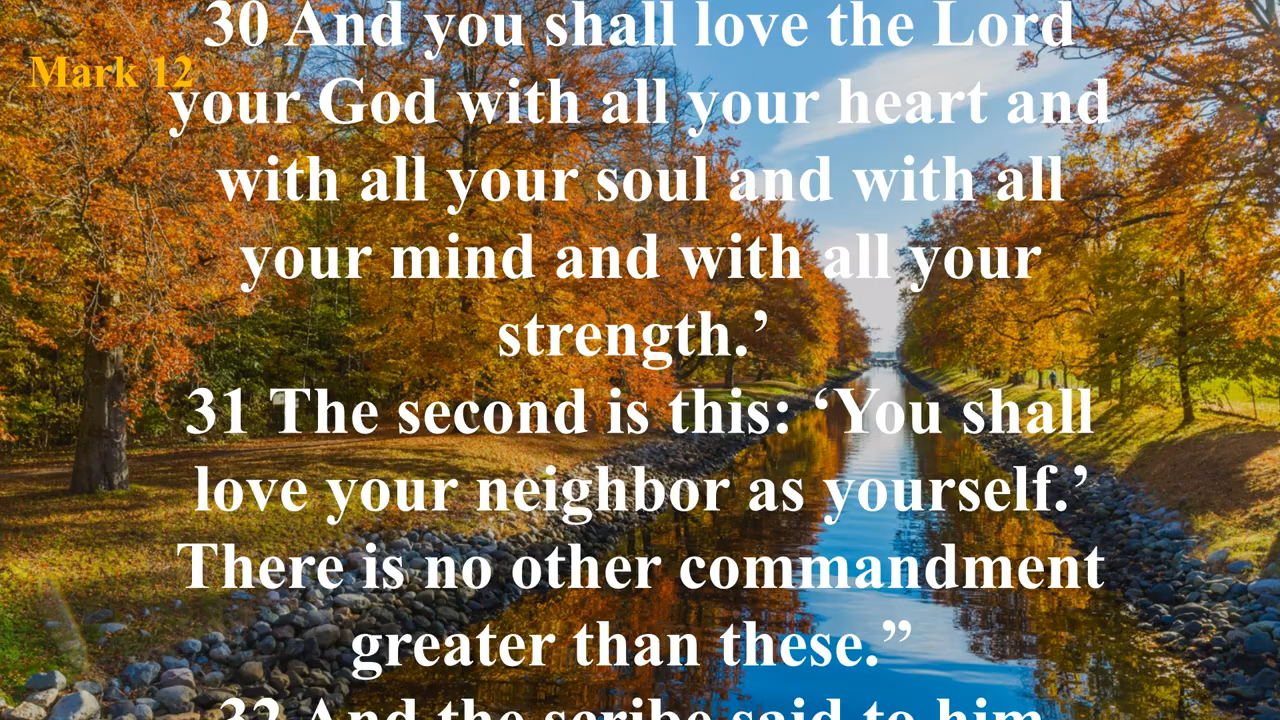 30 And you shall love the Lord
Mark 12
your God with all your heart and
with all your soul and with all
your mind and with all your
strength.’
31 The second is this: ‘You shall
love your neighbor as yourself.’
There is no other commandment
greater than these.”
32 And the scribe said to him